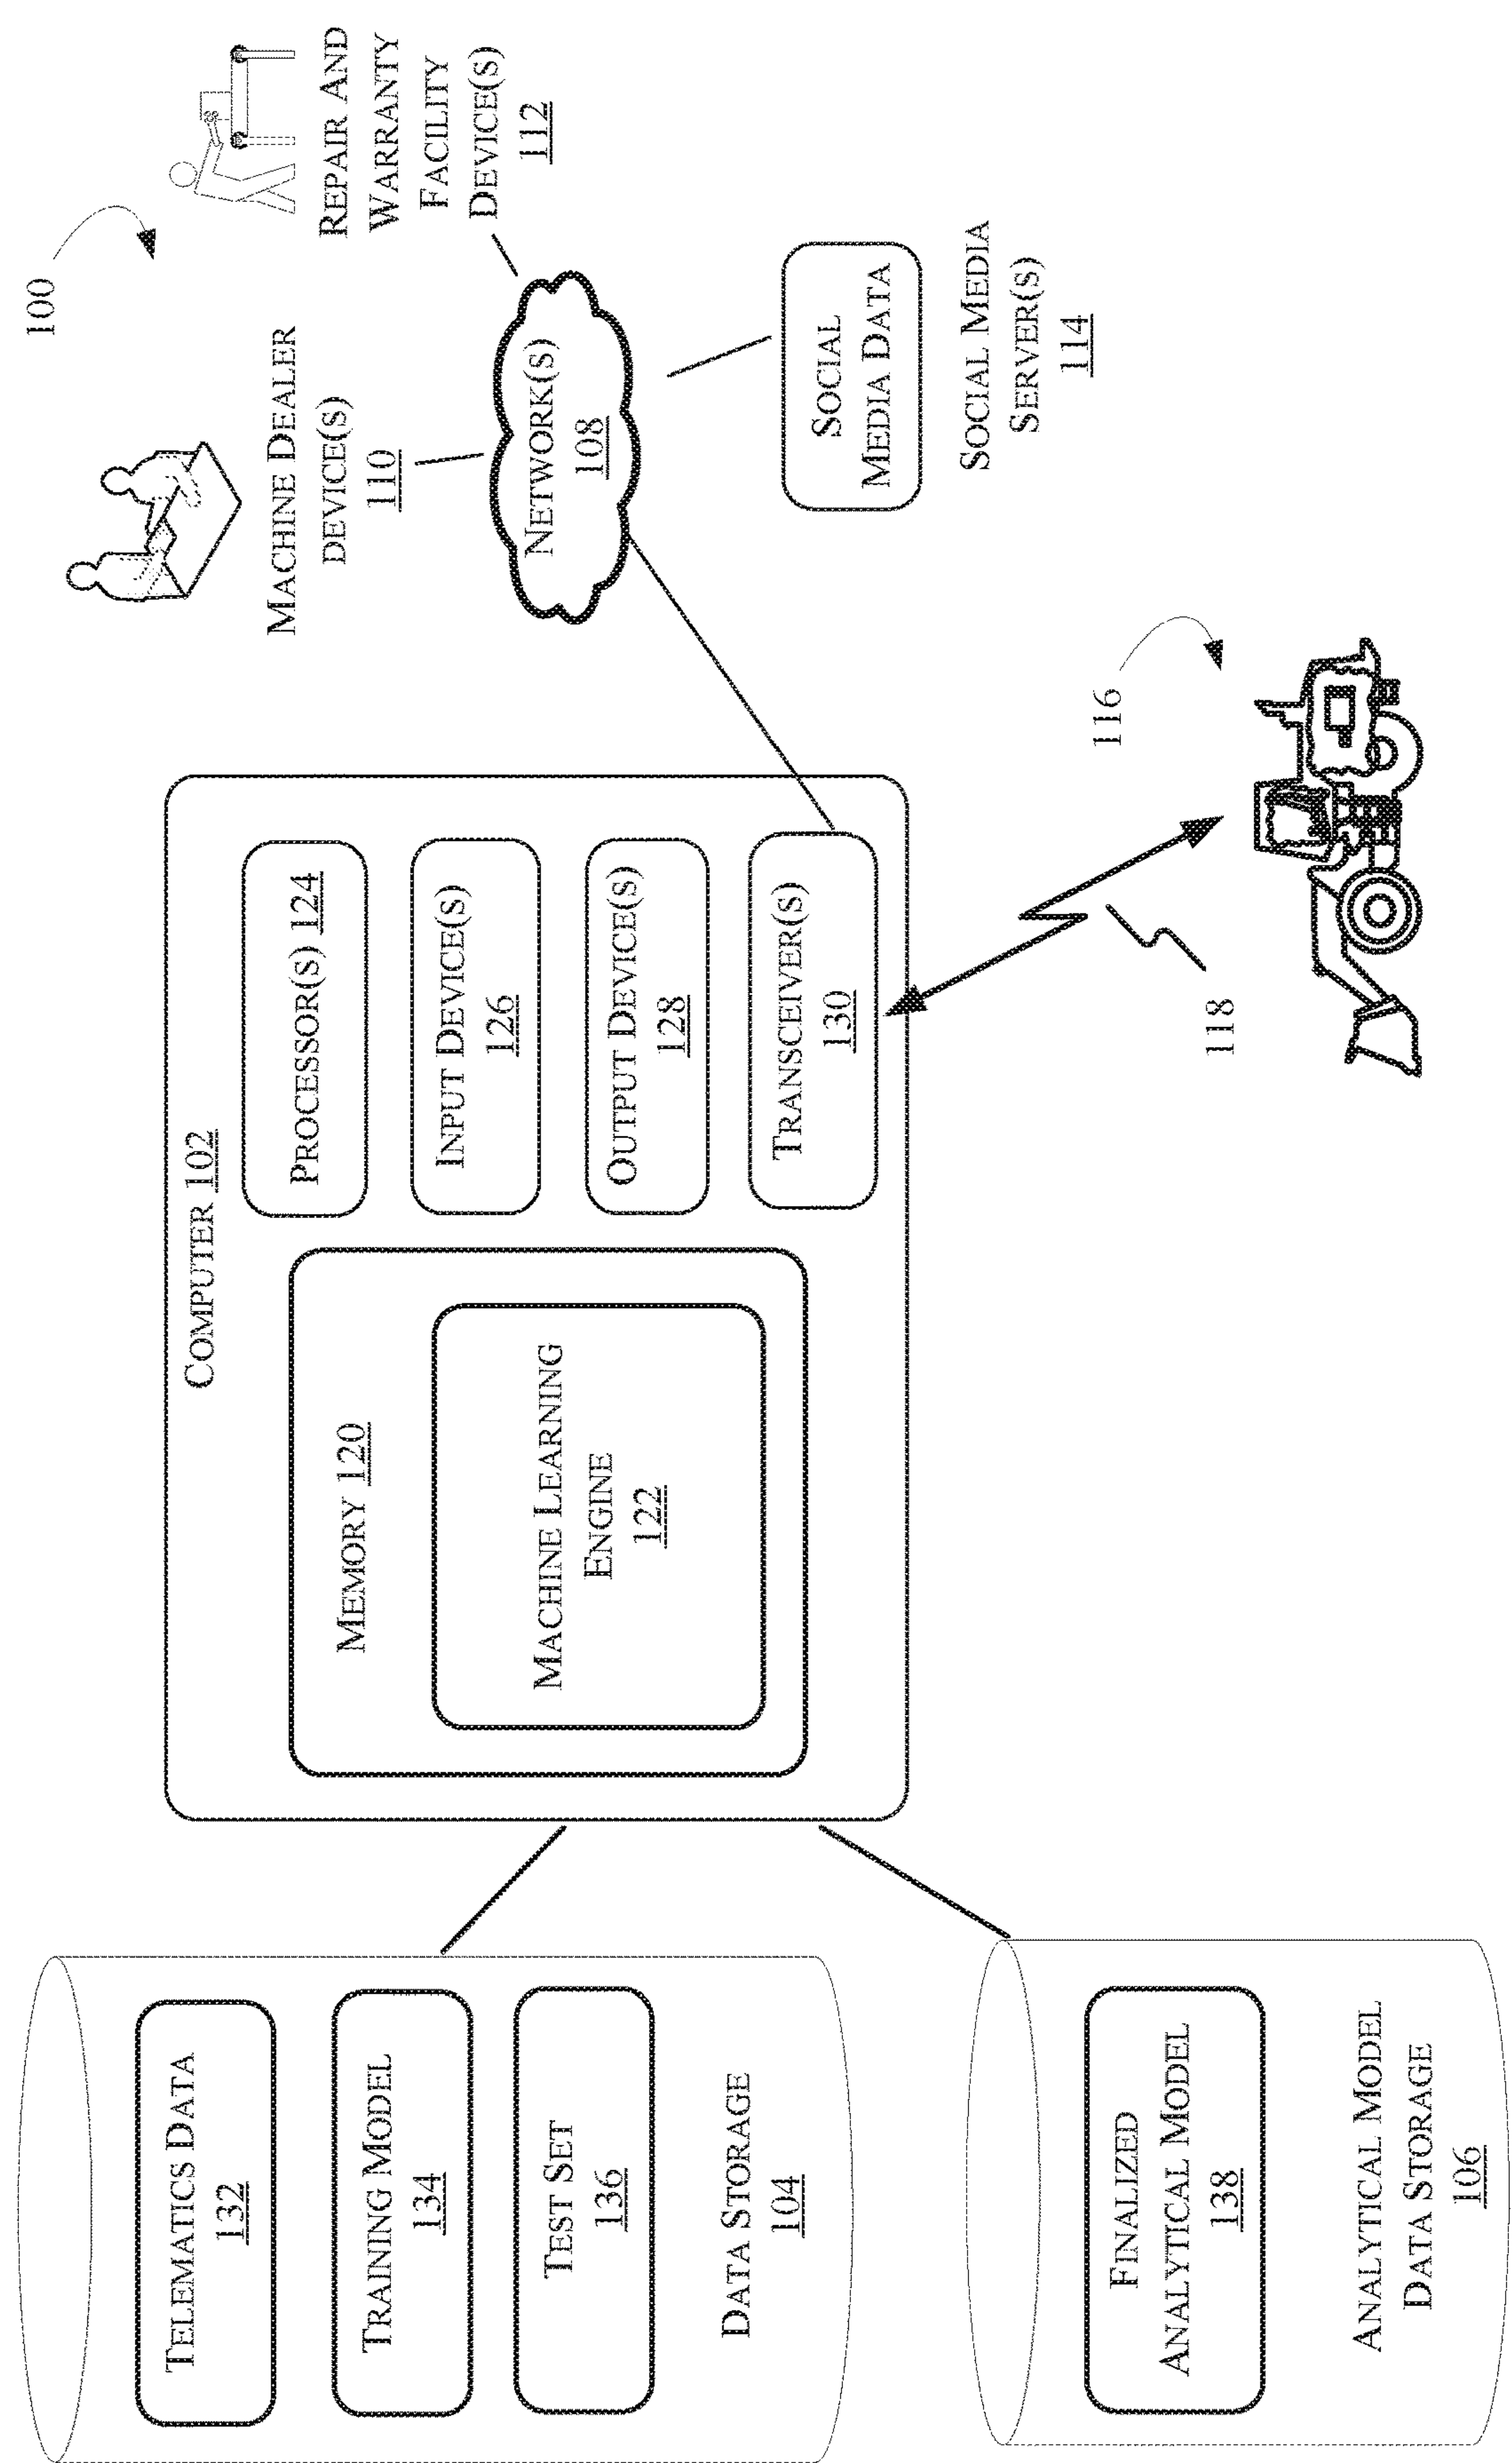 100
TELEMATICS DATA
132
TRAINING MODEL
134
TEST SET
136
DATA STORAGE
104
FINALIZED
ANALYTICAL MODEL
138
ANALYTICAL MODEL
DATA STORAGE
106
COMPUTER 102
MEMORY 120
MACHINE LEARNING
ENGINE
122
PROCESSOR(S) 124
INPUT DEVICE(S)
126
OUTPUT DEVICE(S)
128
TRANSCEIVER(S)
130
118
116
MACHINE DEALER
DEVICE(S)
110
REPAIR AND
WARRANTY
FACILITY
DEVICE(S)
112
NETWORK(S)
108
SOCIAL
MEDIA DATA
SOCIAL MEDIA
SERVER(S)
114